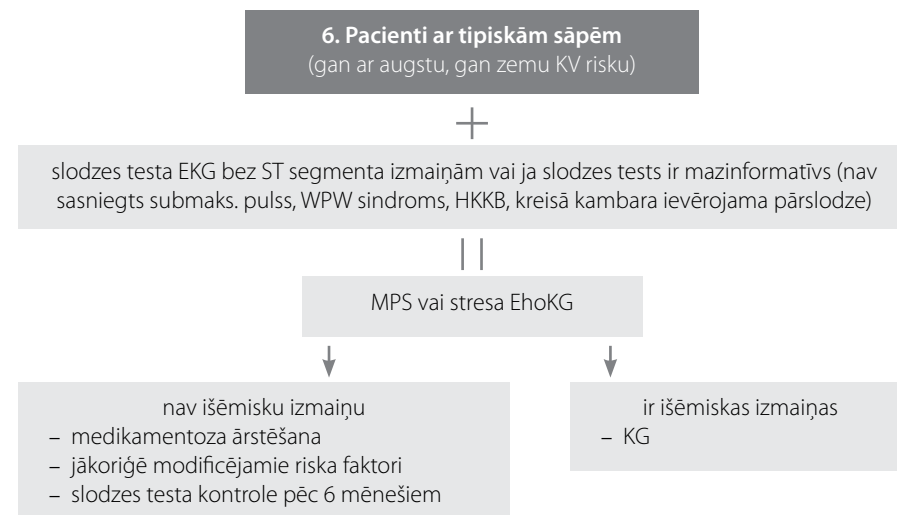 6. Pacienti ar tipiskām sāpēm
(gan ar augstu, gan zemu KV risku)
+
slodzes testa EKG bez ST segmenta izmaiņām vai ja slodzes tests ir mazinformatīvs (nav
sasniegts submaks. pulss, WPW sindroms, HKKB, kreisā kambara ievērojama pārslodze)
MPS vai stresa EhoKG
nav išēmisku izmaiņu
– medikamentoza ārstēšana
– jākoriģē modificējamie riska faktori
– slodzes testa kontrole pēc 6 mēnešiem
ir išēmiskas izmaiņas
– KG